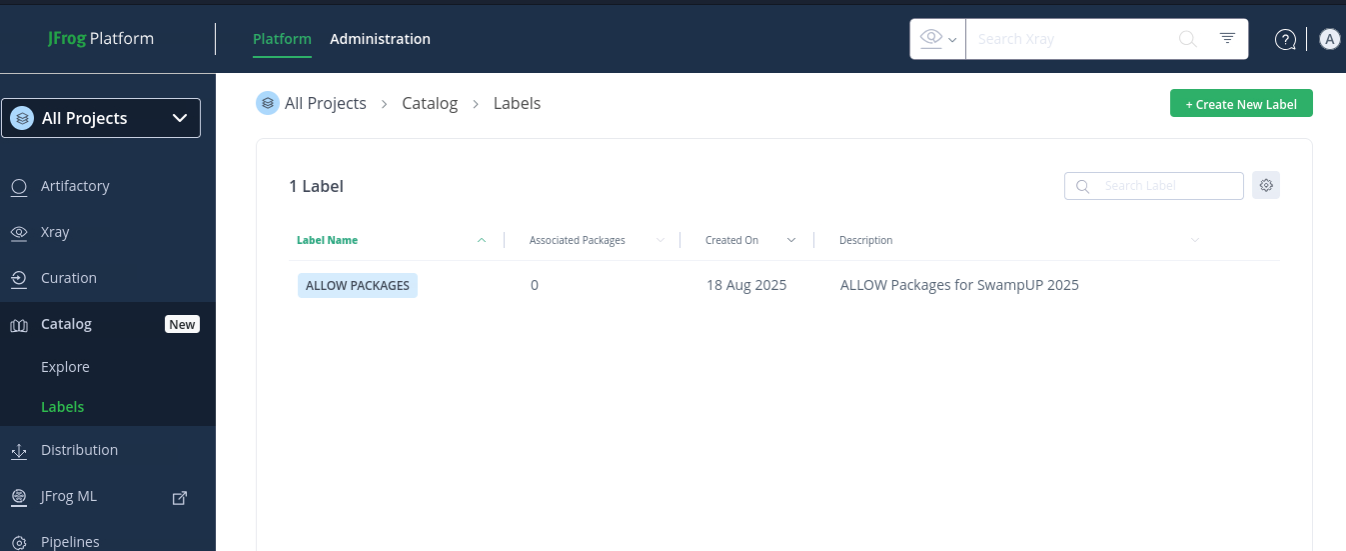 JFrog Platform
Platform Administration
Search Xray
A
All Projects
Artifactory
Xray
Curation
Catalog New
Explore
Labels
Distribution
JFrog ML
Pipelines
All Projects > Catalog > Labels
+ Create New Label
1 Label
Search Label
Label Name Associated Packages Created On Description
ALLOW PACKAGES 0 18 Aug 2025 ALLOW Packages for SwampUP 2025